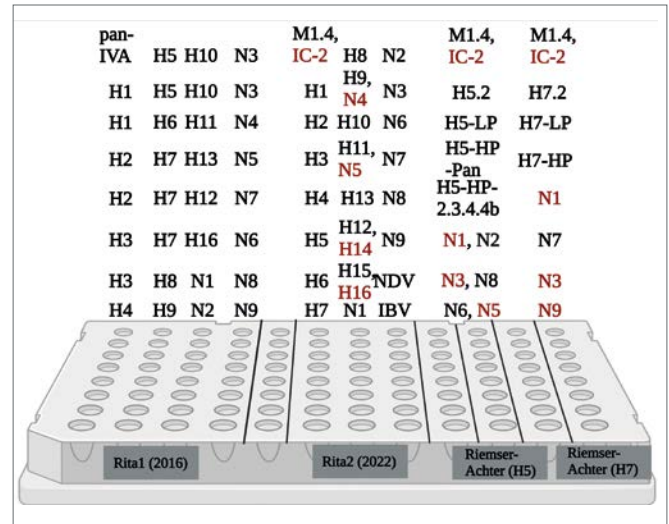 pan-
IVA H5 H10 N3
H1 H5 H10 N3
H1 H6 H11 N4
H2 H7 H13 N5
H2 H7 H12 N7
H3 H7 H16 N6
H3 H8 N1 N8
H4 H9 N2 N9
M1.4,
IC-2 H8 N2
H9,
H1 N4 N3
H2 H10 N6
H11,
H3 N5 N7
H4 H13 N8
H12,
H5 H14 N9
H15,
H6 H16 NDV
H7 N1 IBV
M1.4,
IC-2
H5.2
H5-LP
H5-HP
-Pan
H5-HP-
2.3.4.4b
N1, N2
N3, N8
N6, N5
M1.4,
IC-2
H7.2
H7-LP
H7-HP
N1
N7
N3
N9
Rita1 (2016)
Rita2 (2022)
Riemser-
Achter (H5)
Riemser-
Achter (H7)